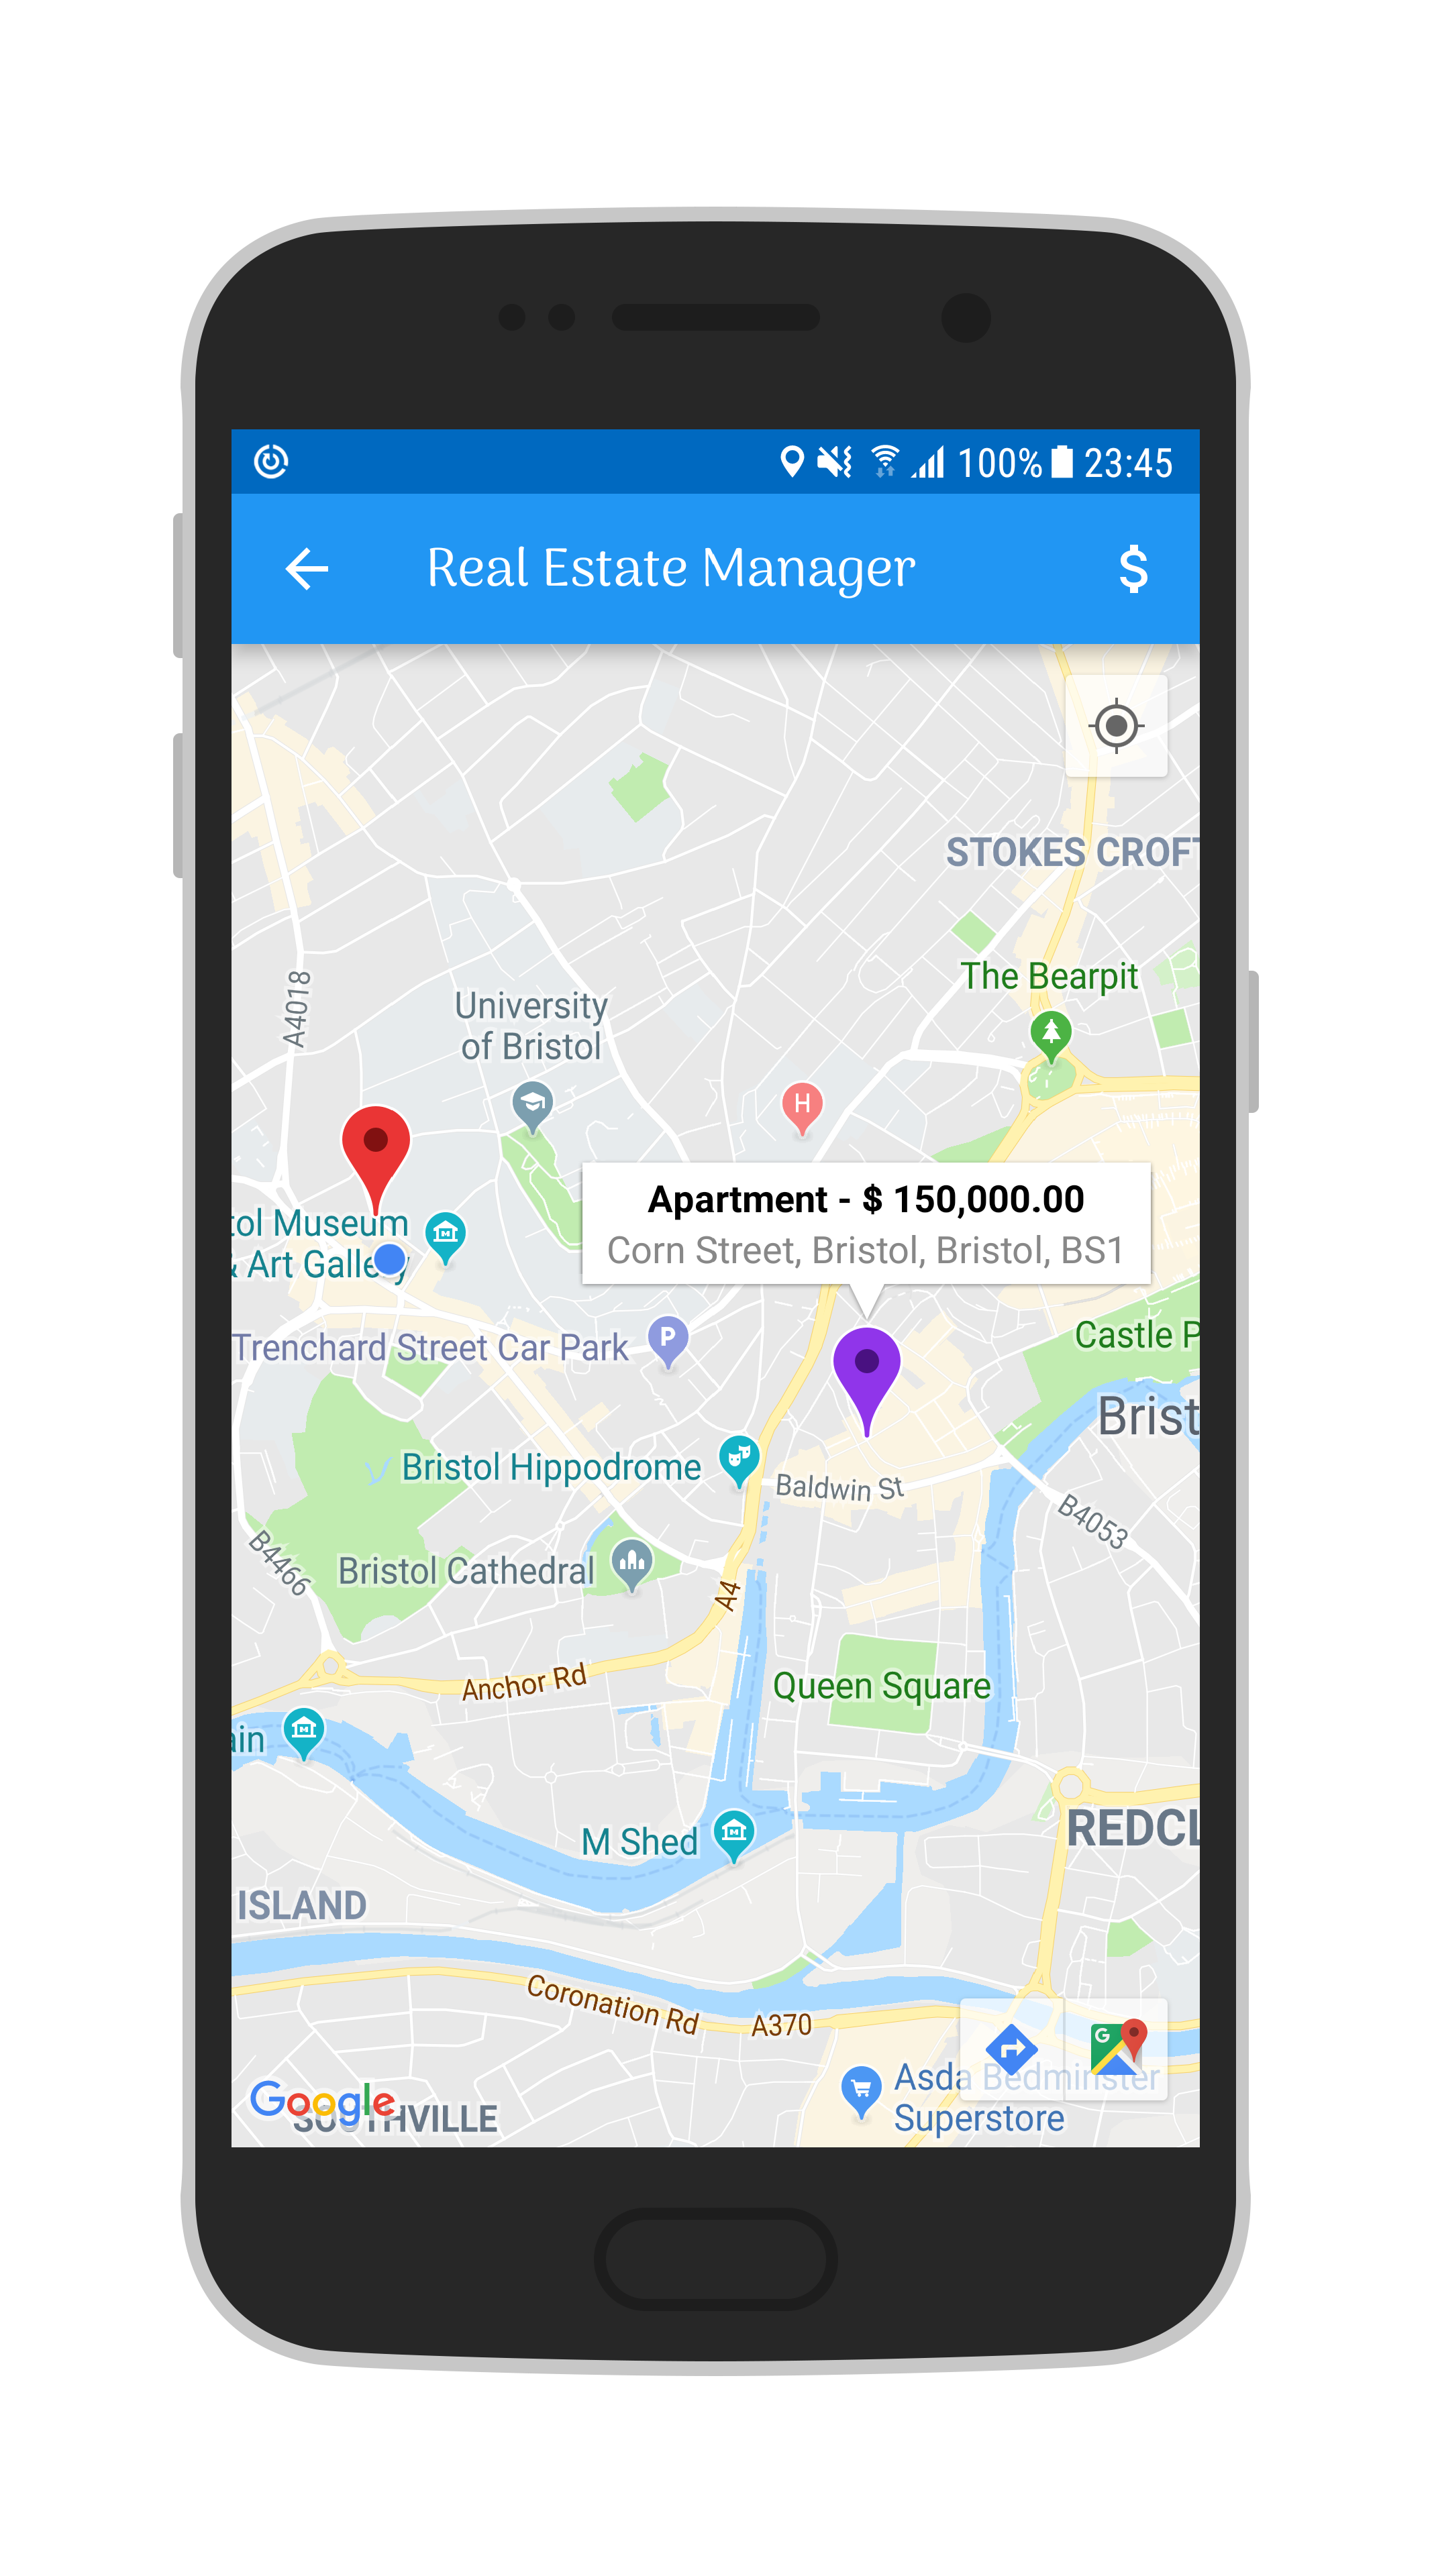 100% 23:45
Real Estate Manager
$
STOKES CROFT
The Bearpit
A4018
University
of Bristol
H
Apartment - $ 150,000.00
Corn Street, Bristol, Bristol, BS1
tol Museum
& Art Gallery
Trenchard Street Car Park
P
Castle P
Brist
Bristol Hippodrome
Baldwin St
B4053
B4466
Bristol Cathedral
A4
Anchor Rd
Queen Square
ain
M Shed
REDCL
ISLAND
Coronation Rd
A370
G
Asda Bedminster
Superstore
Google
SOUTHVILLE